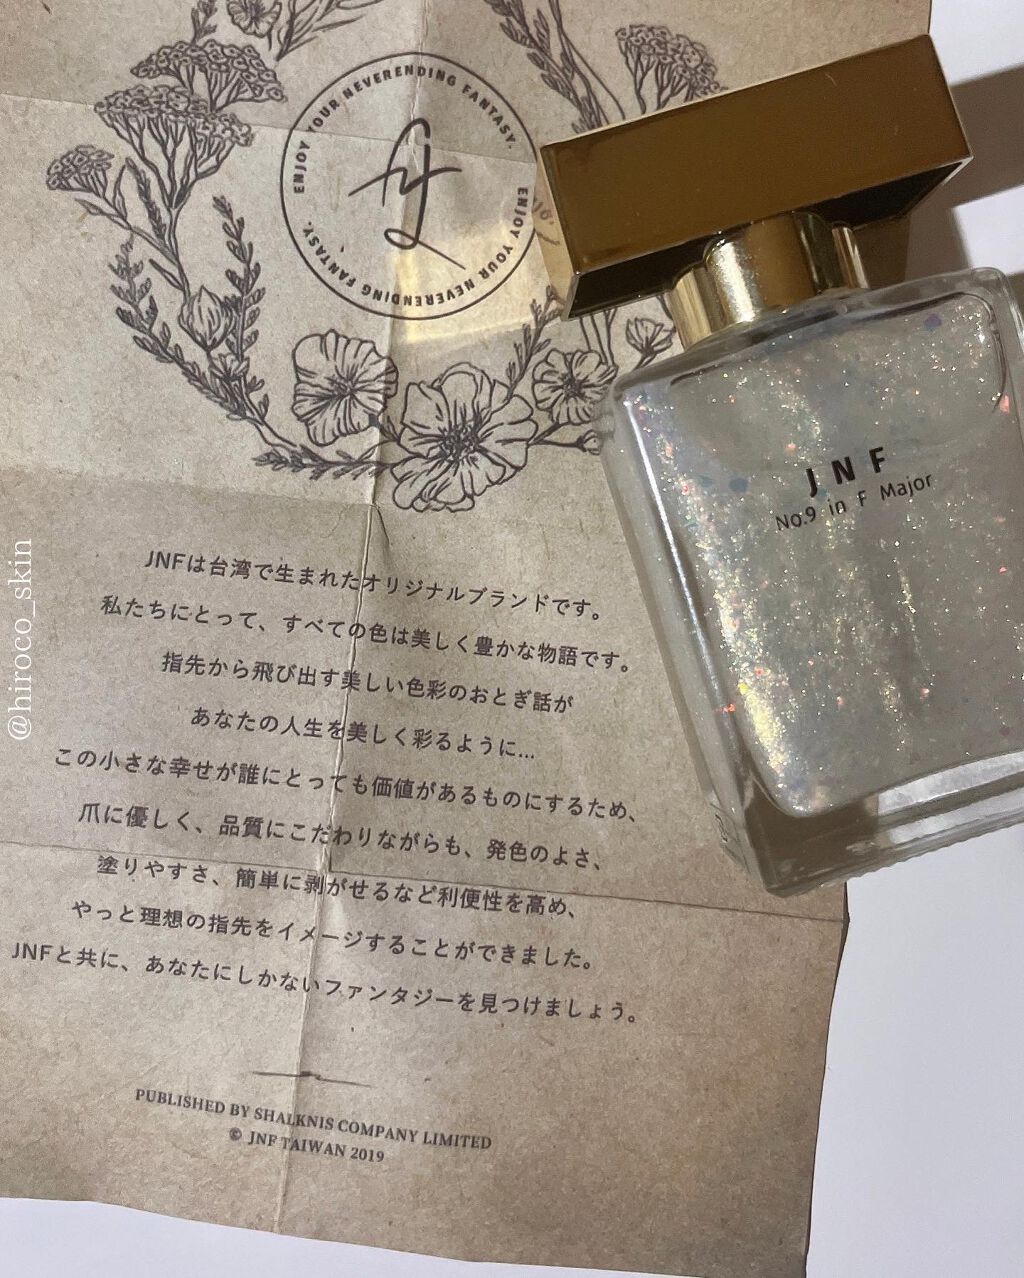 ENJOY YOUR NEVERENDING FANTASY.
ENJOY YOUR NEVERENDING FANTASY.
JNF
No.9 in F Major
JNFは台湾で生まれたオリジナルブランドです。
私たちにとって、すべての色は美しく豊かな物語です。
指先から飛び出す美しい色彩のおとぎ話が
あなたの人生を美しく彩るように...
この小さな幸せが誰にとっても価値があるものにするため、
爪に優しく、品質にこだわりながらも、発色のよさ、
塗りやすさ、簡単に剥がせるなど利便性を高め、
やっと理想の指先をイメージすることができました。
JNFと共に、あなたにしかないファンタジーを見つけましょう。
PUBLISHED BY SHALKNIS COMPANY LIMITED
© JNF TAIWAN 2019
@hiroco_skin